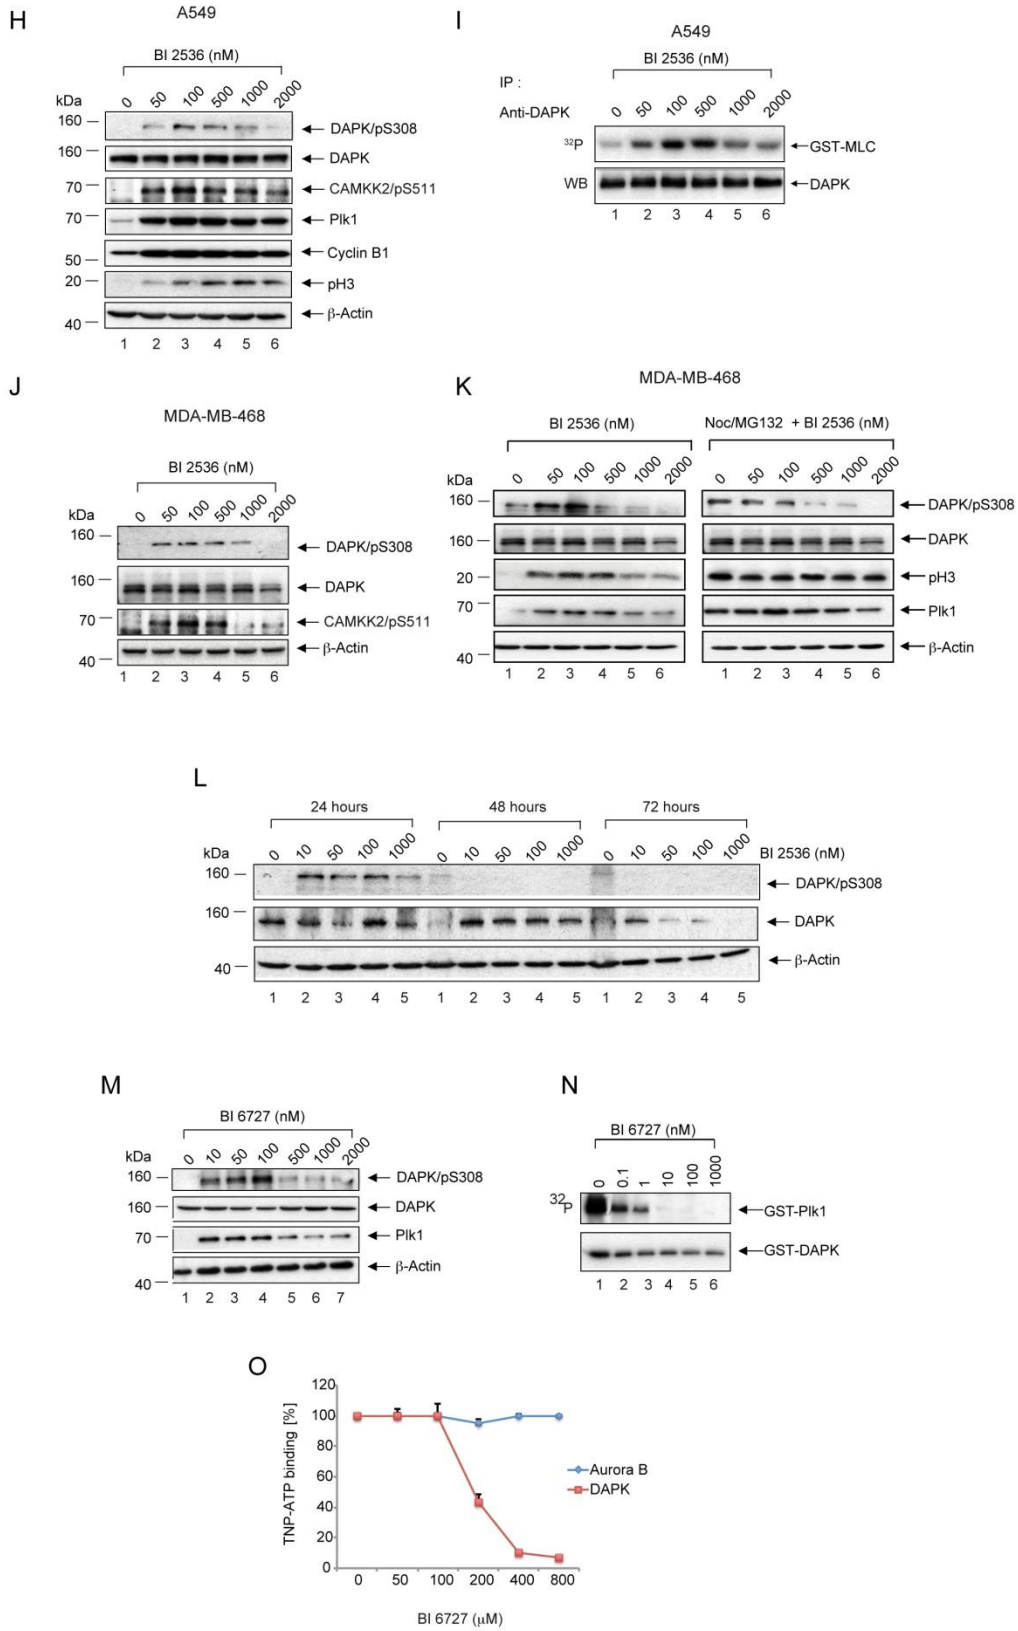 H
A549
BI 2536 (nM)
0 50 100 500 1000 2000
kDa
160
DAPK/pS308
160
DAPK
70
CAMKK2/pS511
70
Plk1
Cyclin B1
50
20
pH3
β-Actin
40
1 2 3 4 5 6
I
A549
BI 2536 (nM)
IP :
Anti-DAPK
0 50 100 500 1000 2000
32P
GST-MLC
WB
DAPK
1 2 3 4 5 6
J
MDA-MB-468
BI 2536 (nM)
0 50 100 500 1000 2000
kDa
160
DAPK/pS308
160
DAPK
70
CAMKK2/pS511
β-Actin
40
1 2 3 4 5 6
K
MDA-MB-468
BI 2536 (nM)
Noc/MG132 + BI 2536 (nM)
0 50 100 500 1000 2000
0 50 100 500 1000 2000
kDa
160
DAPK/pS308
160
DAPK
20
pH3
70
Plk1
β-Actin
40
1 2 3 4 5 6
1 2 3 4 5 6
L
24 hours 48 hours 72 hours
0 10 50 100 1000 0 10 50 100 1000 0 10 50 100 1000 BI 2536 (nM)
kDa
160
DAPK/pS308
160
DAPK
β-Actin
40
1 2 3 4 5 1 2 3 4 5 1 2 3 4 5
M
BI 6727 (nM)
0 10 50 100 500 1000 2000
kDa
160
DAPK/pS308
160
DAPK
70
Plk1
β-Actin
40
1 2 3 4 5 6 7
N
BI 6727 (nM)
0 0.1 1 10 100 1000
32P
GST-Plk1
GST-DAPK
1 2 3 4 5 6
O
TNP-ATP binding [%]
120
100
80
60
40
20
0
Aurora B
DAPK
0 50 100 200 400 800
BI 6727 (μM)